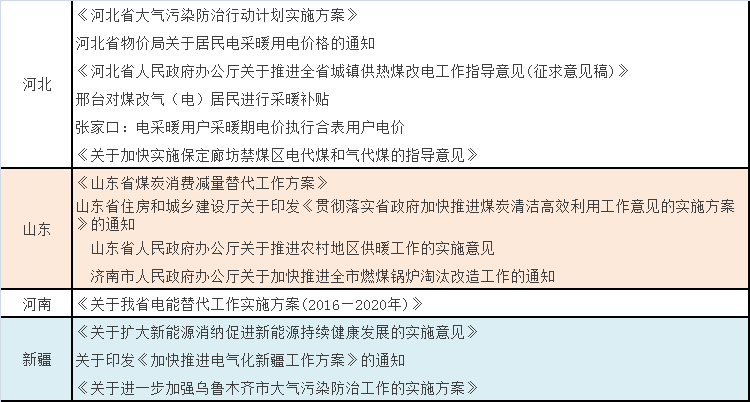 《河北省大气污染防治行动计划实施方案》
河北省物价局关于居民电采暖用电价格的通知
《河北省人民政府办公厅关于推进全省城镇供热煤改电工作指导意见(征求意见稿)》
河北
邢台对煤改气（电）居民进行采暖补贴
张家口：电采暖用户采暖期电价执行合表用户电价
《关于加快实施保定廊坊禁煤区电代煤和气代煤的指导意见》
《山东省煤炭消费减量替代工作方案》
山东省住房和城乡建设厅关于印发《贯彻落实省政府加快推进煤炭清洁高效利用工作意见的实施方案
》的通知
山东
山东省人民政府办公厅关于推进农村地区供暖工作的实施意见
济南市人民政府办公厅关于加快推进全市燃煤锅炉淘汰改造工作的通知
河南
《关于我省电能替代工作实施方案(2016－2020年)》
《关于扩大新能源消纳促进新能源持续健康发展的实施意见》
新疆
关于印发《加快推进电气化新疆工作方案》的通知
《关于进一步加强乌鲁木齐市大气污染防治工作的实施方案》